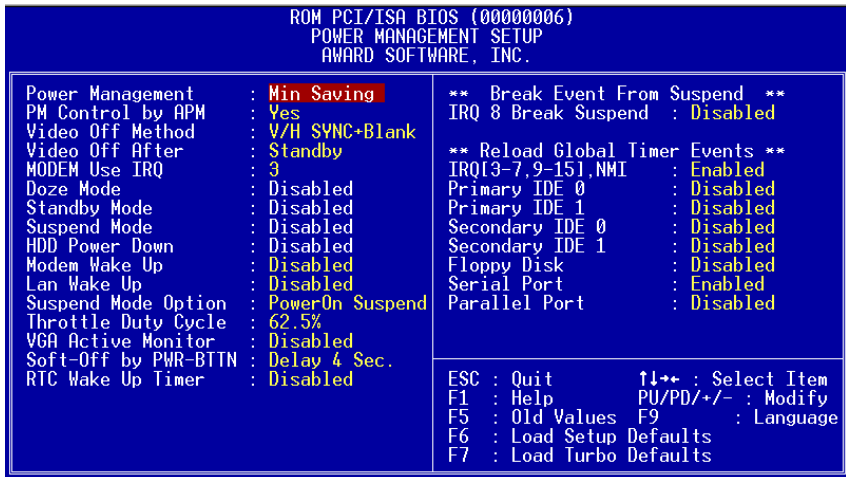 ROM PCI/ISA BIOS (00000006)
POWER MANAGEMENT SETUP
AWARD SOFTWARE, INC.
Power Management : Min Saving
PM Control by APM : Yes
Video Off Method : V/H SYNC+Blank
Video Off After : Standby
MODEM Use IRQ : 3
Doze Mode : Disabled
Standby Mode : Disabled
Suspend Mode : Disabled
HDD Power Down : Disabled
Modem Wake Up : Disabled
Lan Wake Up : Disabled
Suspend Mode Option : PowerOn Suspend
Throttle Duty Cycle : 62.5%
VGA Active Monitor : Disabled
Soft-Off by PWR-BTTN : Delay 4 Sec.
RTC Wake Up Timer : Disabled
** Break Event From Suspend **
IRQ 8 Break Suspend : Disabled
** Reload Global Timer Events **
IRQ[3-7,9-15],NMI : Enabled
Primary IDE 0 : Disabled
Primary IDE 1 : Disabled
Secondary IDE 0 : Disabled
Secondary IDE 1 : Disabled
Floppy Disk : Disabled
Serial Port : Enabled
Parallel Port : Disabled
ESC : Quit ↑↓→← : Select Item
F1 : Help PU/PD/+/- : Modify
F5 : Old Values F9 : Language
F6 : Load Setup Defaults
F7 : Load Turbo Defaults